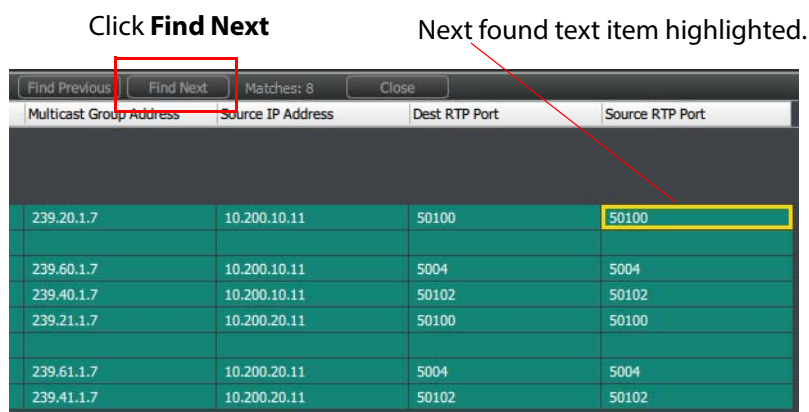 Click Find Next
Next found text item highlighted.
Find Previous Find Next Matches: 8 Close
Multicast Group Address Source IP Address Dest RTP Port Source RTP Port
239.20.1.7 10.200.10.11 50100 50100
239.60.1.7 10.200.10.11 5004 5004
239.40.1.7 10.200.10.11 50102 50102
239.21.1.7 10.200.20.11 50100 50100
239.61.1.7 10.200.20.11 5004 5004
239.41.1.7 10.200.20.11 50102 50102